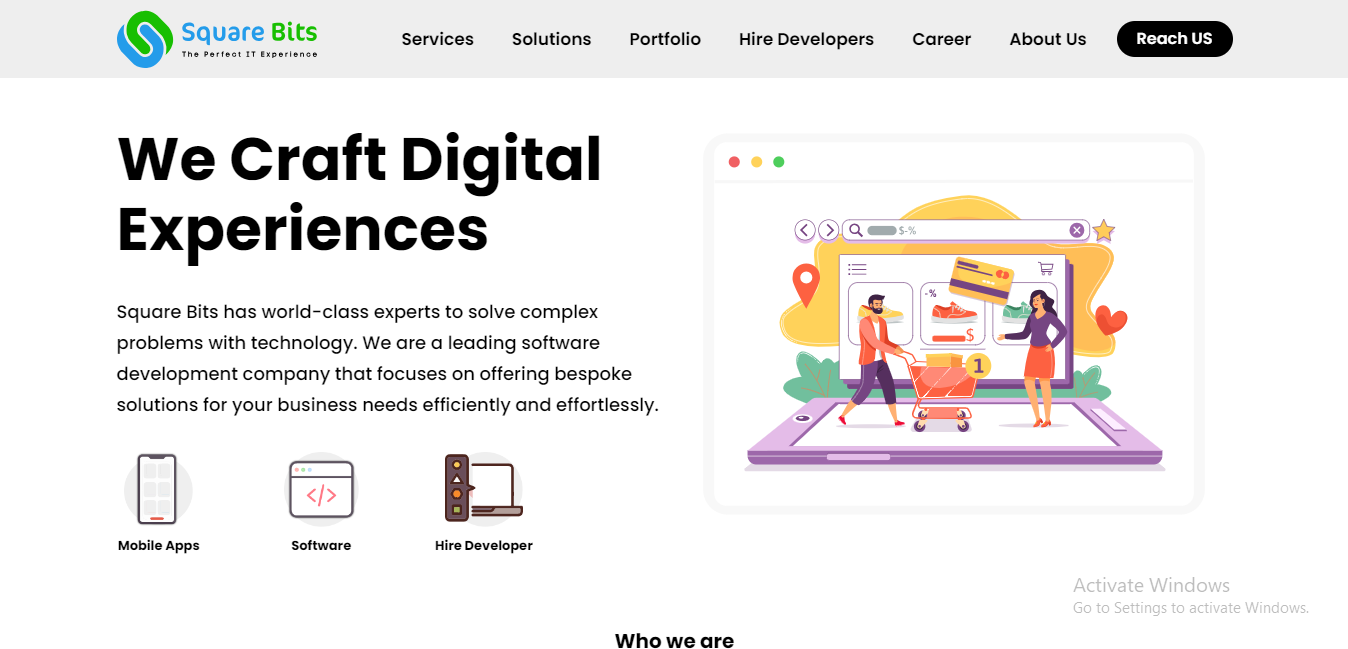 Square Bits
The Perfect IT Experience
Services Solutions Portfolio Hire Developers Career About Us Reach US
We Craft Digital
Experiences
Square Bits has world-class experts to solve complex
problems with technology. We are a leading software
development company that focuses on offering bespoke
solutions for your business needs efficiently and effortlessly.
$-%
-%
$
1
</>
Mobile Apps Software Hire Developer
Activate Windows
Go to Settings to activate Windows.
Who we are